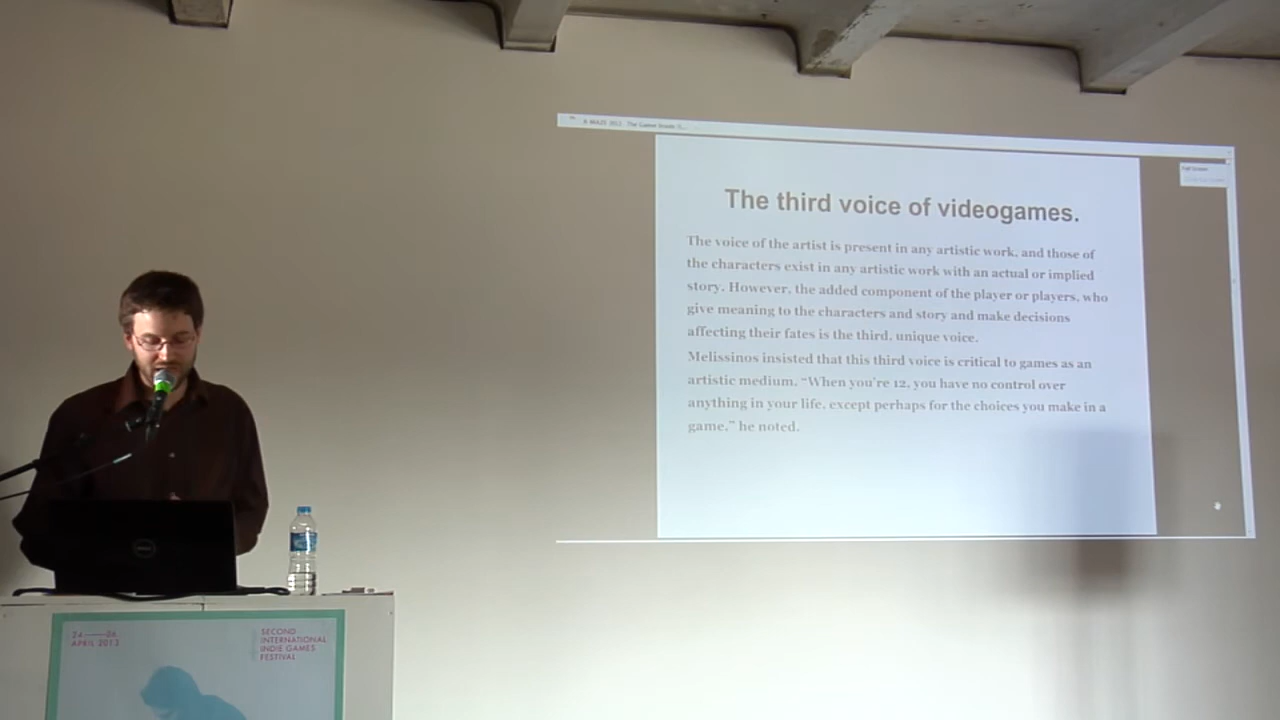 The third voice of videogames.
The voice of the artist is present in any artistic work, and those of
the characters exist in any artistic work with an actual or implied
story. However, the added component of the player or players, who
give meaning to the characters and story and make decisions
affecting their fates is the third, unique voice.
Melissinos insisted that this third voice is critical to games as an
artistic medium. “When you're 12, you have no control over
anything in your life, except perhaps for the choices you make in a
game,” he noted.
DELL
APRIL 2013
SECOND
INTERNATIONAL
INDIE GAMES
FESTIVAL